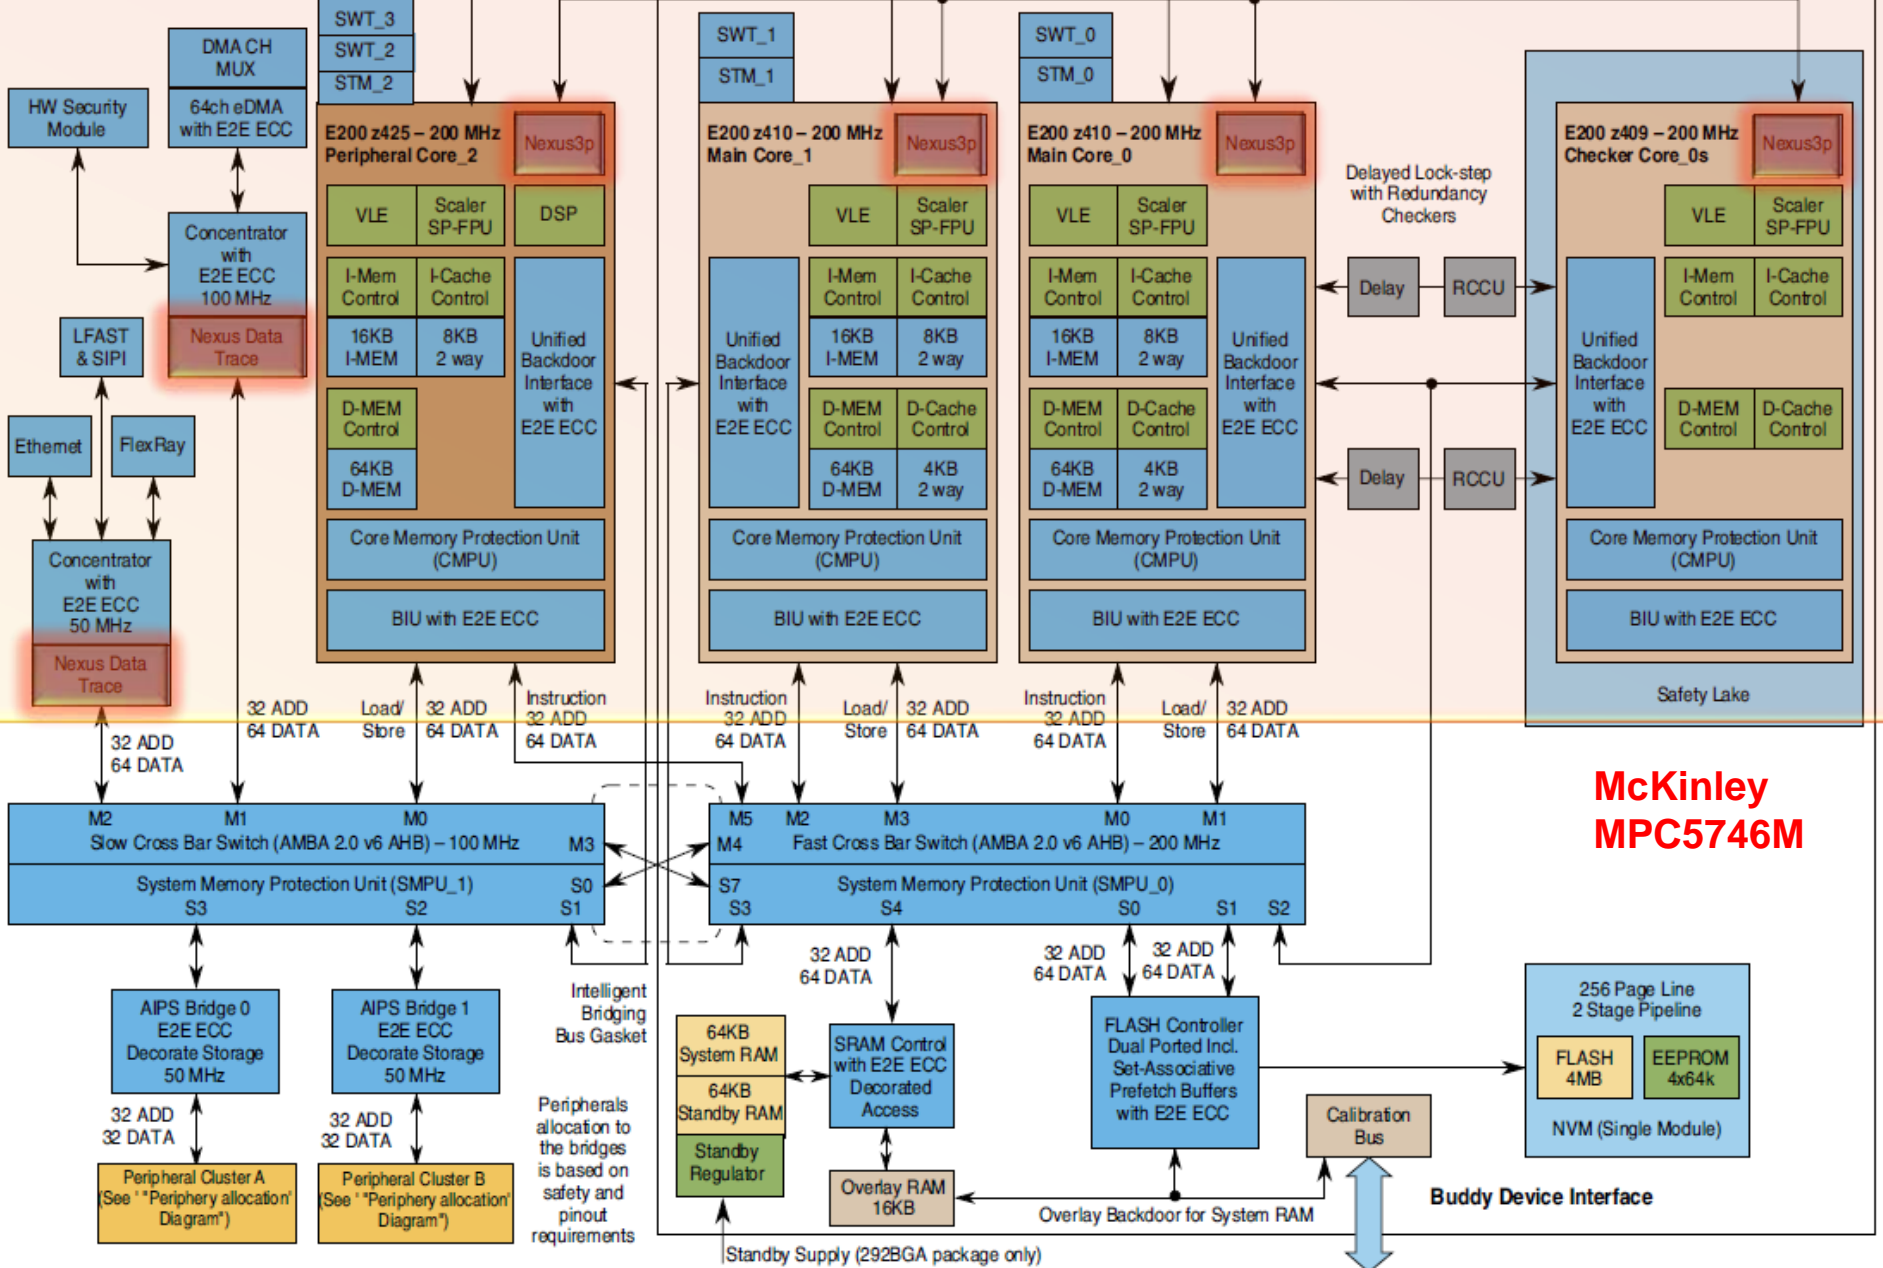 SWT_3
SWT_2
STM_2
SWT_1
STM_1
SWT_0
STM_0
DMA CH
MUX
64ch eDMA
with E2E ECC
HW Security
Module
Concentrator
with
E2E ECC
100 MHz
Nexus Data
Trace
LFAST
& SIPI
Ethernet
FlexRay
Concentrator
with
E2E ECC
50 MHz
Nexus Data
Trace
E200 z425 – 200 MHz
Peripheral Core_2
Nexus3p
VLE
Scaler
SP-FPU
DSP
I-Mem
Control
I-Cache
Control
16KB
I-MEM
8KB
2 way
Unified
Backdoor
Interface
with
E2E ECC
D-MEM
Control
64KB
D-MEM
Core Memory Protection Unit
(CMPU)
BIU with E2E ECC
E200 z410 – 200 MHz
Main Core_1
Nexus3p
VLE
Scaler
SP-FPU
Unified
Backdoor
Interface
with
E2E ECC
I-Mem
Control
I-Cache
Control
16KB
I-MEM
8KB
2 way
D-MEM
Control
D-Cache
Control
64KB
D-MEM
4KB
2 way
Core Memory Protection Unit
(CMPU)
BIU with E2E ECC
E200 z410 – 200 MHz
Main Core_0
Nexus3p
VLE
Scaler
SP-FPU
I-Mem
Control
I-Cache
Control
16KB
I-MEM
8KB
2 way
Unified
Backdoor
Interface
with
E2E ECC
D-MEM
Control
D-Cache
Control
64KB
D-MEM
4KB
2 way
Core Memory Protection Unit
(CMPU)
BIU with E2E ECC
Delayed Lock-step
with Redundancy
Checkers
Delay
RCCU
Delay
RCCU
E200 z409 – 200 MHz
Checker Core_0s
Nexus3p
VLE
Scaler
SP-FPU
Unified
Backdoor
Interface
with
E2E ECC
I-Mem
Control
I-Cache
Control
D-MEM
Control
D-Cache
Control
Core Memory Protection Unit
(CMPU)
BIU with E2E ECC
Safety Lake
32 ADD
64 DATA
32 ADD
64 DATA
Load/
Store
32 ADD
64 DATA
Instruction
32 ADD
64 DATA
Instruction
32 ADD
64 DATA
Load/
Store
32 ADD
64 DATA
Instruction
32 ADD
64 DATA
Load/
Store
32 ADD
64 DATA
McKinley
MPC5746M
M2
M1
M0
Slow Cross Bar Switch (AMBA 2.0 v6 AHB) – 100 MHz
M3
System Memory Protection Unit (SMPU_1)
S0
S3
S2
S1
M5
M2
M3
M0
M1
M4
Fast Cross Bar Switch (AMBA 2.0 v6 AHB) – 200 MHz
S7
System Memory Protection Unit (SMPU_0)
S3
S4
S0
S1
S2
32 ADD
64 DATA
32 ADD
64 DATA
32 ADD
64 DATA
Intelligent
Bridging
Bus Gasket
AIPS Bridge 0
E2E ECC
Decorate Storage
50 MHz
AIPS Bridge 1
E2E ECC
Decorate Storage
50 MHz
32 ADD
32 DATA
32 ADD
32 DATA
Peripheral Cluster A
(See ' "Periphery allocation'
Diagram")
Peripheral Cluster B
(See ' "Periphery allocation'
Diagram")
Peripherals
allocation to
the bridges
is based on
safety and
pinout
requirements
64KB
System RAM
64KB
Standby RAM
Standby
Regulator
SRAM Control
with E2E ECC
Decorated
Access
Overlay RAM
16KB
FLASH Controller
Dual Ported Incl.
Set-Associative
Prefetch Buffers
with E2E ECC
256 Page Line
2 Stage Pipeline
FLASH
4MB
EEPROM
4x64k
NVM (Single Module)
Calibration
Bus
Buddy Device Interface
Overlay Backdoor for System RAM
Standby Supply (292BGA package only)